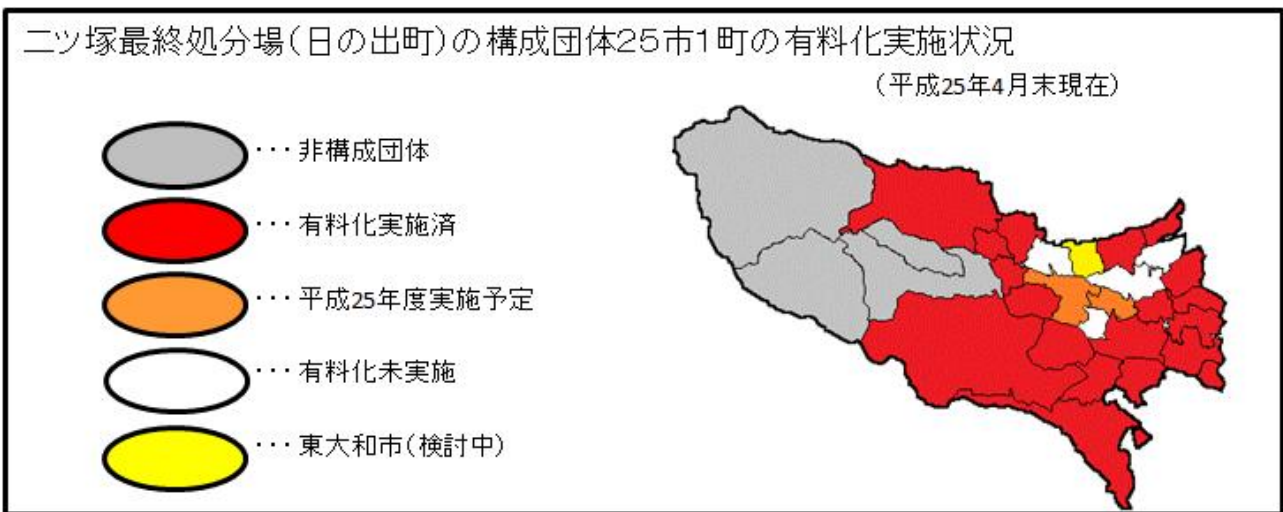 二ツ塚最終処分場(日の出町)の構成団体25市1町の有料化実施状況
(平成25年4月末現在)
･･･非構成団体
･･･有料化実施済
･･･平成25年度実施予定
･･･有料化未実施
･･･東大和市(検討中)